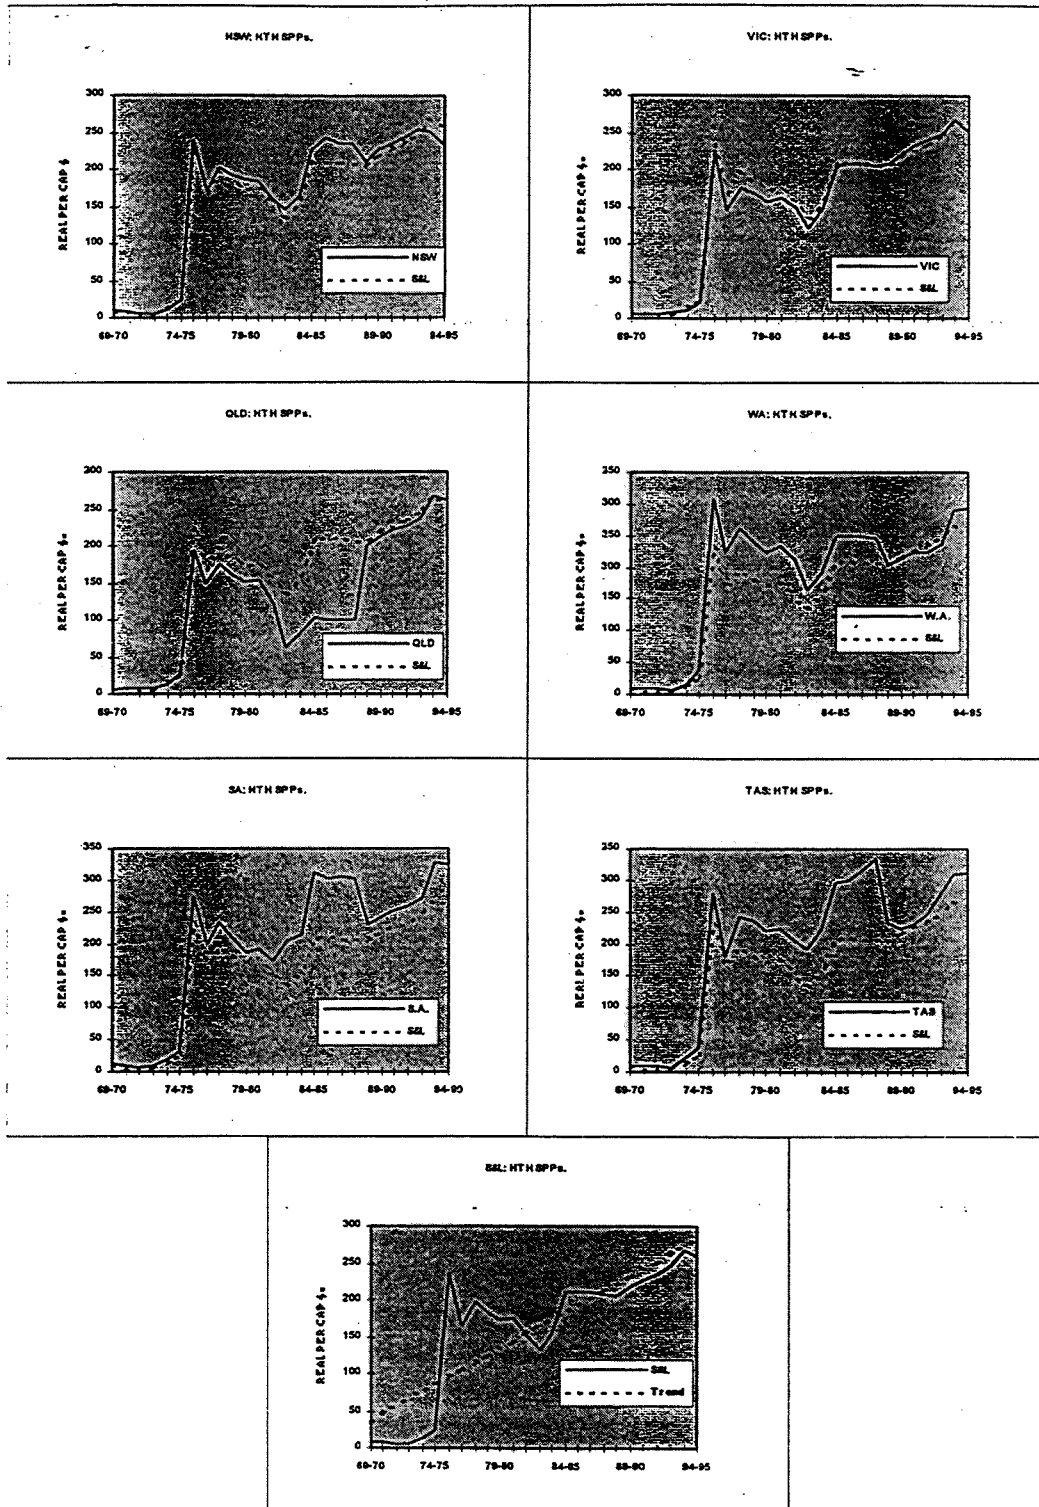 NSW: HTH SPPs.
REAL PER CAP $.
300
250
200
150
100
50
0
NSW
S&L
69-70 74-75 79-80 84-85 89-90 94-95
VIC: HTH SPPs.
REAL PER CAP $.
300
250
200
150
100
50
0
VIC
S&L
69-70 74-75 79-80 84-85 89-90 94-95
QLD: HTH SPPs.
REAL PER CAP $.
300
250
200
150
100
50
0
QLD
S&L
69-70 74-75 79-80 84-85 89-90 94-95
WA: HTH SPPs.
REAL PER CAP $.
350
300
250
200
150
100
50
0
W.A.
S&L
69-70 74-75 79-80 84-85 89-90 94-95
SA: HTH SPPs.
REAL PER CAP $.
350
300
250
200
150
100
50
0
S.A.
S&L
69-70 74-75 79-80 84-85 89-90 94-95
TAS: HTH SPPs.
REAL PER CAP $.
350
300
250
200
150
100
50
0
TAS
S&L
69-70 74-75 79-80 84-85 89-90 94-95
S&L: HTH SPPs.
REAL PER CAP $.
300
250
200
150
100
50
0
S&L
Trend
69-70 74-75 79-80 84-85 89-90 94-95